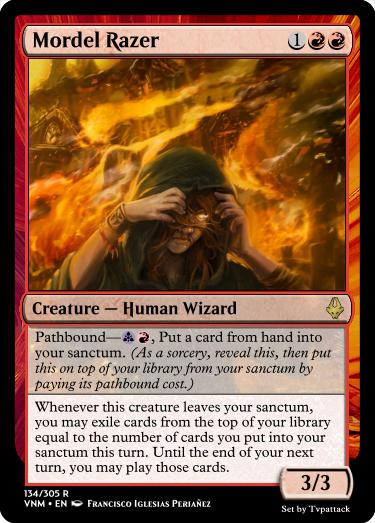 Mordel Razer 1
Creature — Human Wizard
Pathbound— , Put a card from hand into
your sanctum. (As a sorcery, reveal this, then put
this on top of your library from your sanctum by
paying its pathbound cost.)
Whenever this creature leaves your sanctum,
you may exile cards from the top of your library
equal to the number of cards you put into your
sanctum this turn. Until the end of your next
turn, you may play those cards.
3/3
134/305 R
VNM • EN Francisco Iglesias Periañez
Set by Tvpattack